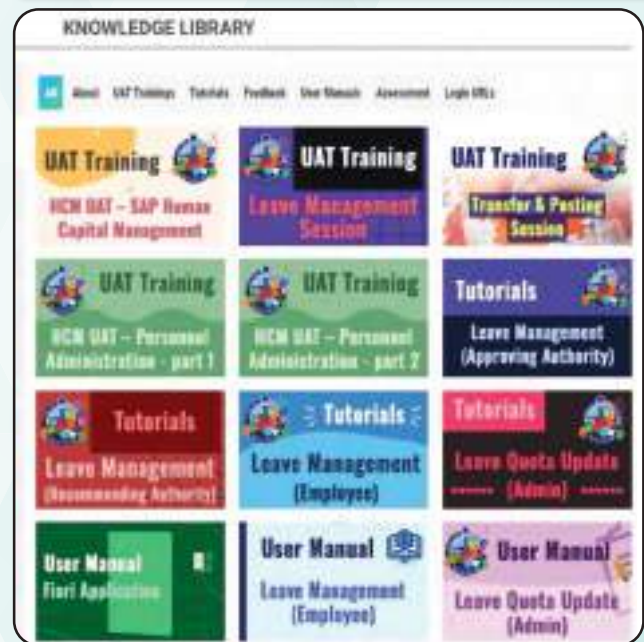 KNOWLEDGE LIBRARY
All About UAT Trainings Tutorials Feedback User Manuals Assessment Login URLs
UAT Training
HCM UAT – SAP Human
Capital Management
UAT Training
Leave Management
Session
UAT Training
Transfer & Posting
Session
UAT Training
HCM UAT – Personnel
Administration - part 1
UAT Training
HCM UAT – Personnel
Administration - part 2
Tutorials
Leave Management
(Approving Authority)
Tutorials
Leave Management
(Recommending Authority)
Tutorials
Leave Management
(Employee)
Tutorials
Leave Quota Update
(Admin)
User Manual
Fiori Application
User Manual
Leave Management
(Employee)
User Manual
Leave Quota Update
(Admin)